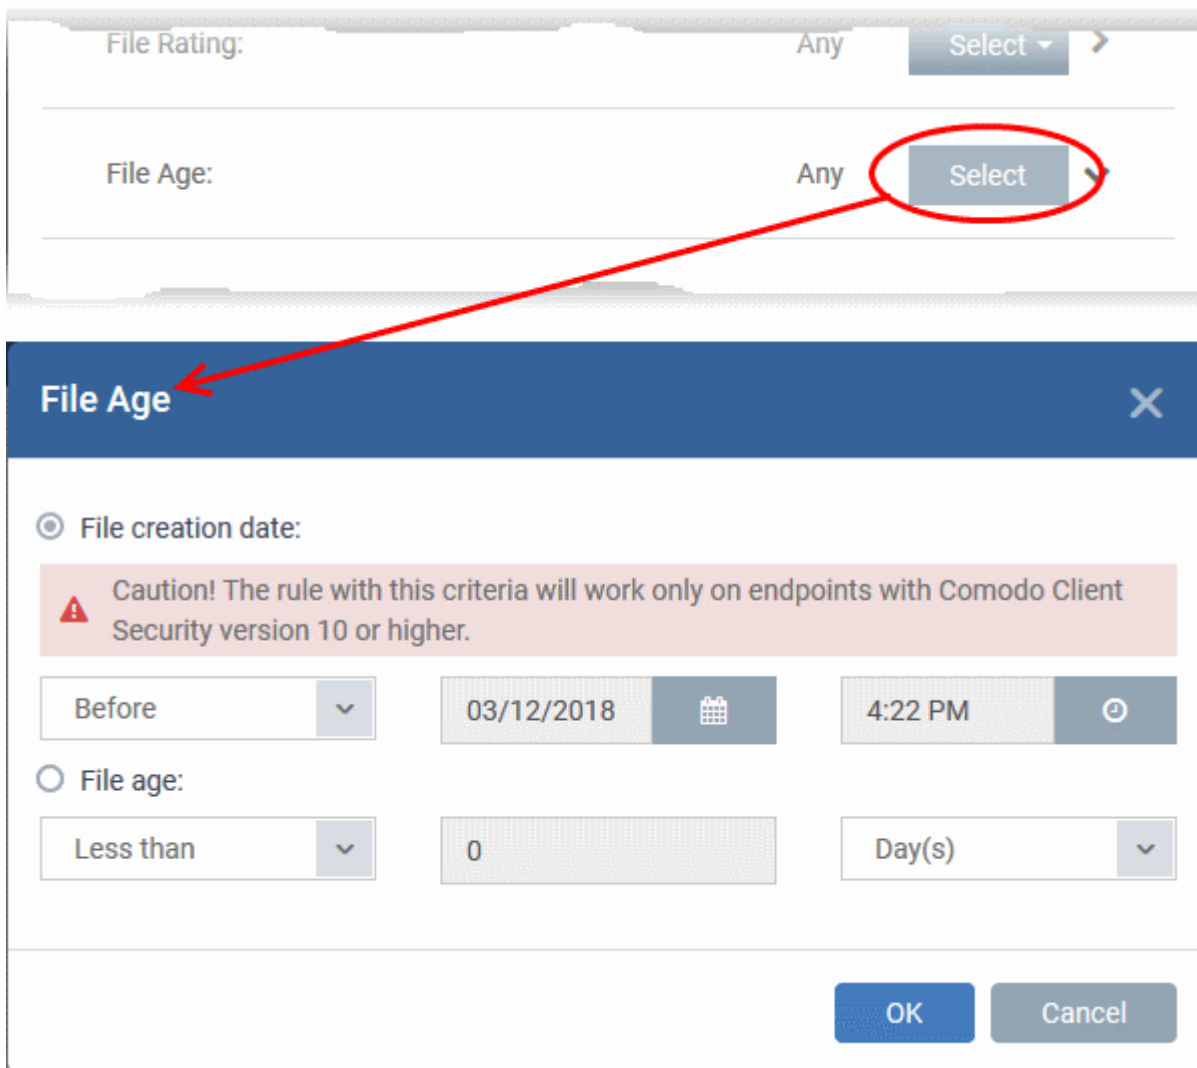 File Rating: Any Select
File Age: Any Select
File Age
File creation date:
Caution! The rule with this criteria will work only on endpoints with Comodo Client
Security version 10 or higher.
Before 03/12/2018 4:22 PM
File age:
Less than 0 Day(s)
OK Cancel